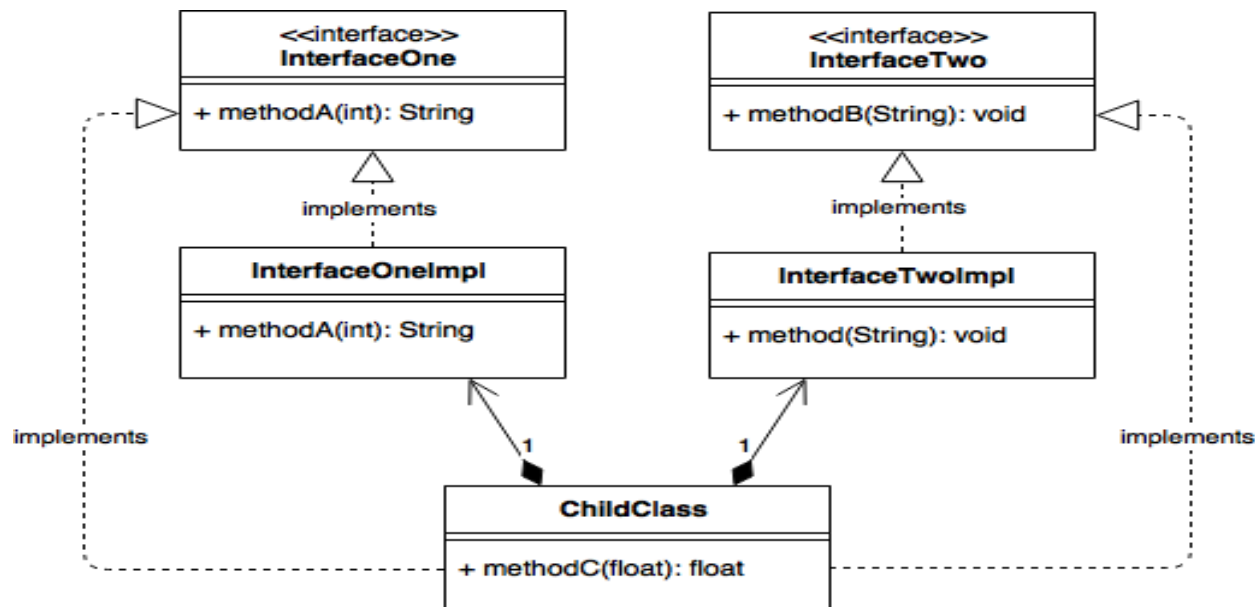 <<interface>>
InterfaceOne
+ methodA(int): String
<<interface>>
InterfaceTwo
+ methodB(String): void
implements
implements
InterfaceOneImpl
+ methodA(int): String
InterfaceTwoImpl
+ method(String): void
implements
1
1
implements
ChildClass
+ methodC(float): float